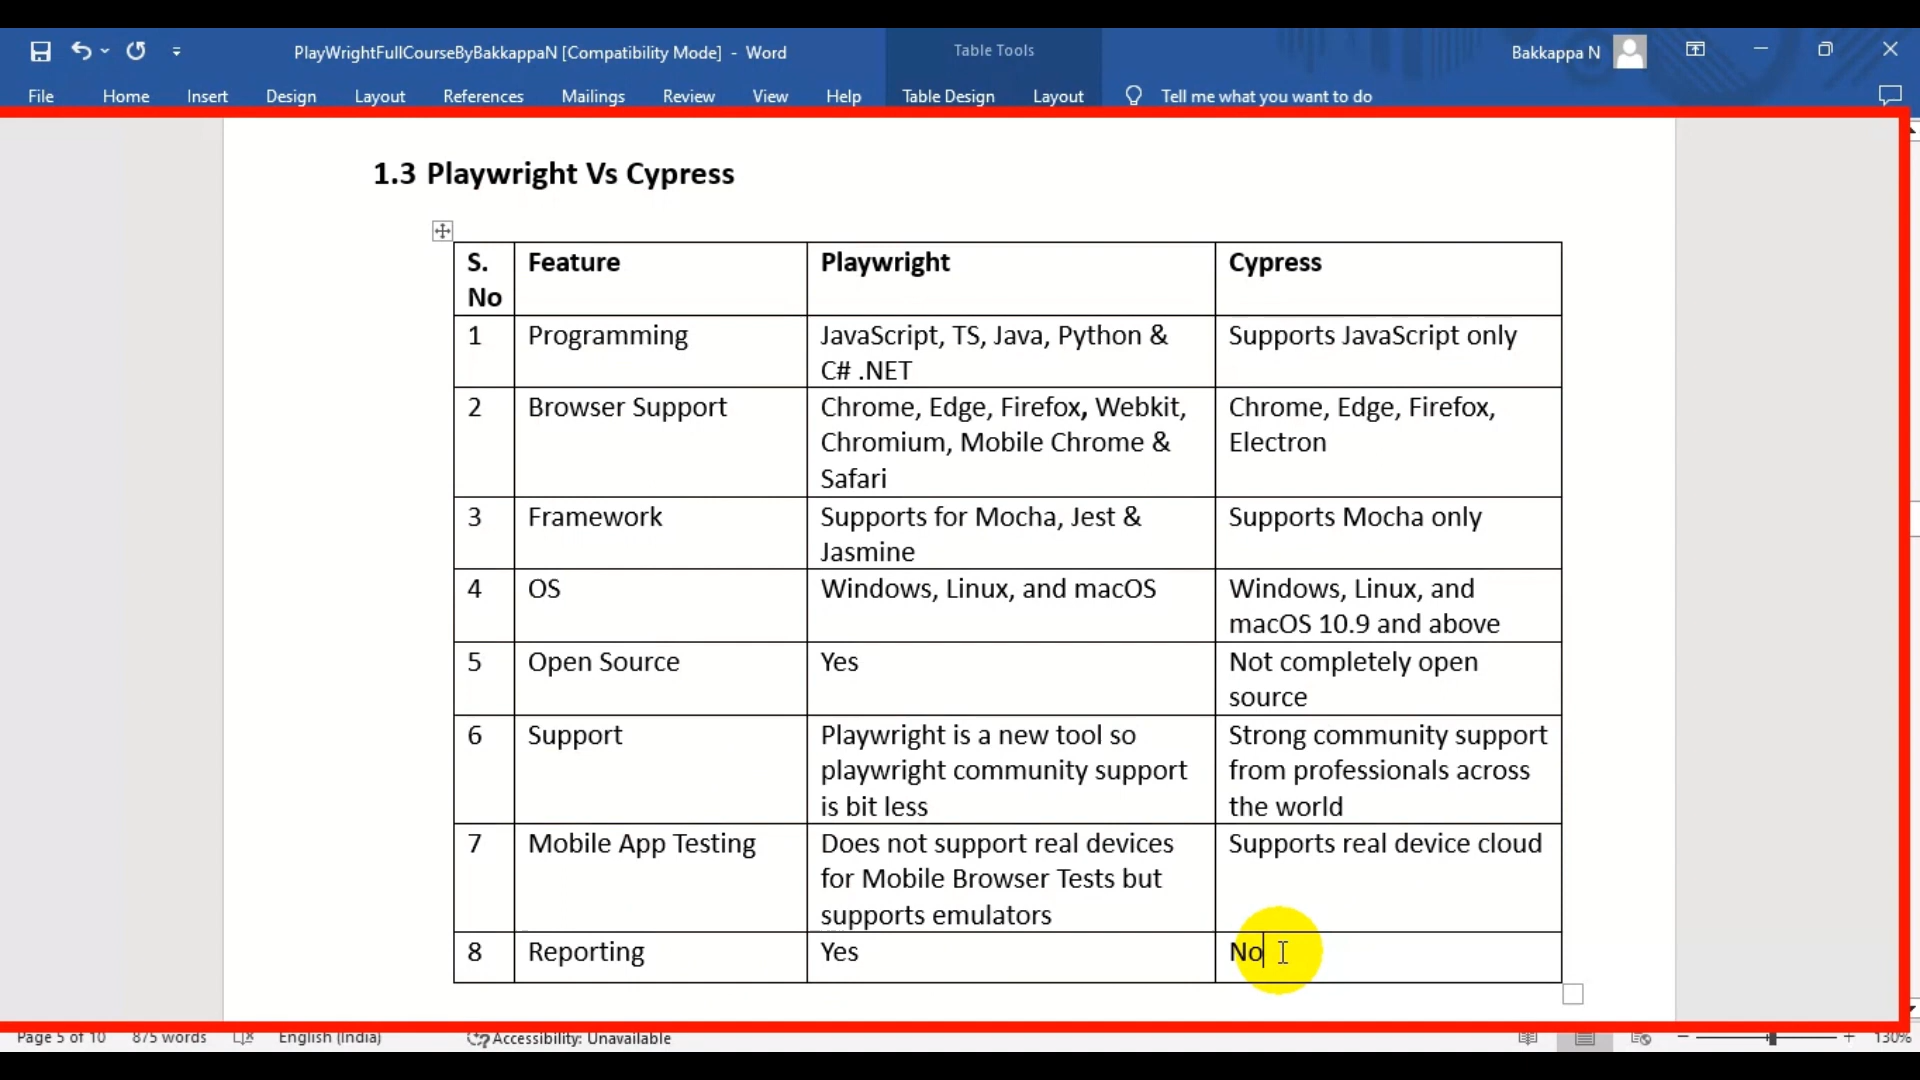 PlayWrightFullCourseByBakkappaN [Compatibility Mode] - Word
Table Tools
Bakkappa N
File Home Insert Design Layout References Mailings Review View Help Table Design Layout Tell me what you want to do
1.3 Playwright Vs Cypress
S. No Feature Playwright Cypress
1 Programming JavaScript, TS, Java, Python & C# .NET Supports JavaScript only
2 Browser Support Chrome, Edge, Firefox, Webkit, Chromium, Mobile Chrome & Safari Chrome, Edge, Firefox, Electron
3 Framework Supports for Mocha, Jest & Jasmine Supports Mocha only
4 OS Windows, Linux, and macOS Windows, Linux, and macOS 10.9 and above
5 Open Source Yes Not completely open source
6 Support Playwright is a new tool so playwright community support is bit less Strong community support from professionals across the world
7 Mobile App Testing Does not support real devices for Mobile Browser Tests but supports emulators Supports real device cloud
8 Reporting Yes No
Page 5 of 10 875 words English (India) Accessibility: Unavailable 130%